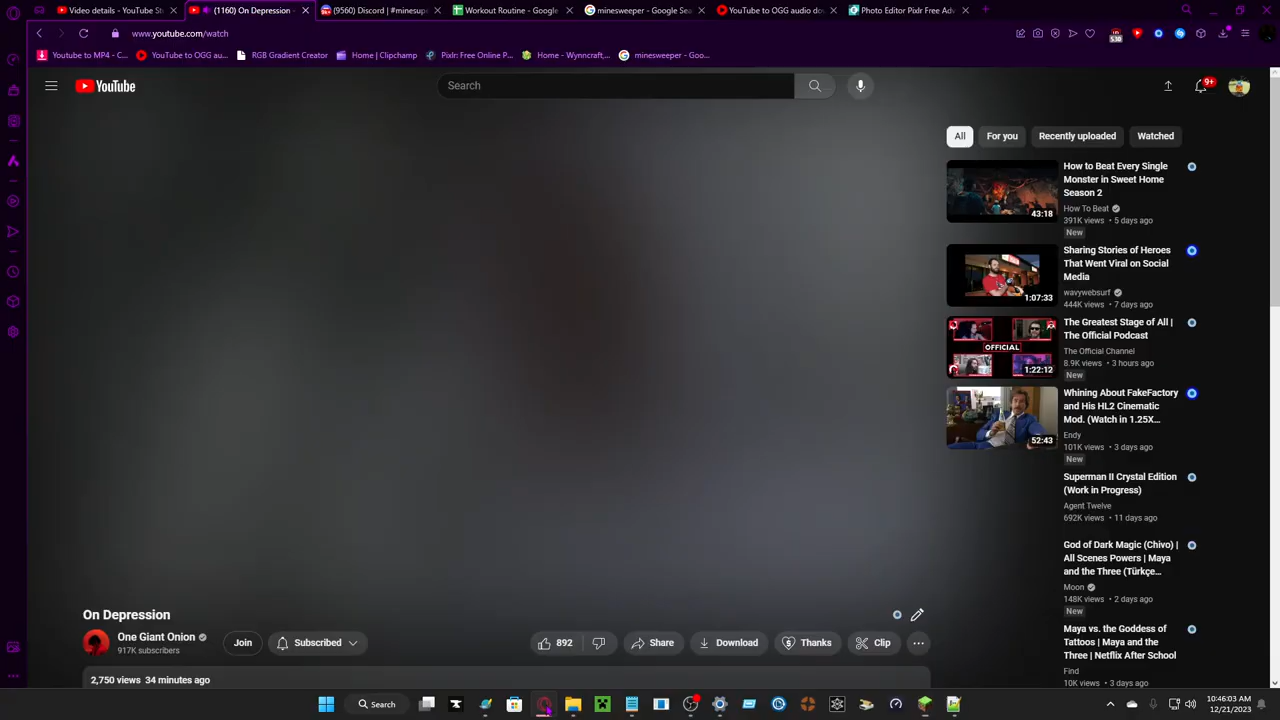 Video details - YouTube St
(1160) On Depression -
(9560) Discord | #minesup
Workout Routine - Google
minesweeper - Google Sea
YouTube to OGG audio do
Photo Editor: Pixlr Free Adv
www.youtube.com/watch
Youtube to MP4 - C...
YouTube to OGG au...
RGB Gradient Creator
Home | Clipchamp
Pixlr: Free Online P...
Home - Wynncraft,...
minesweeper - Goo...
YouTube
Search
9+
All
For you
Recently uploaded
Watched
How to Beat Every Single
Monster in Sweet Home
Season 2
How To Beat
391K views • 5 days ago
New
43:18
Sharing Stories of Heroes
That Went Viral on Social
Media
wavywebsurf
444K views • 7 days ago
1:07:33
The Greatest Stage of All |
The Official Podcast
The Official Channel
8.9K views • 3 hours ago
New
OFFICIAL
1:22:12
Whining About FakeFactory
and His HL2 Cinematic
Mod. (Watch in 1.25X...
Endy
101K views • 3 days ago
New
52:43
Superman II Crystal Edition
(Work in Progress)
Agent Twelve
692K views • 11 days ago
God of Dark Magic (Chivo) |
All Scenes Powers | Maya
and the Three (Türkçe...
Moon
148K views • 2 days ago
New
Maya vs. the Goddess of
Tattoos | Maya and the
Three | Netflix After School
Find
10K views • 3 days ago
On Depression
One Giant Onion
917K subscribers
Join
Subscribed
892
Share
Download
Thanks
Clip
2,750 views 34 minutes ago
Search
10:46:03 AM
12/21/2023